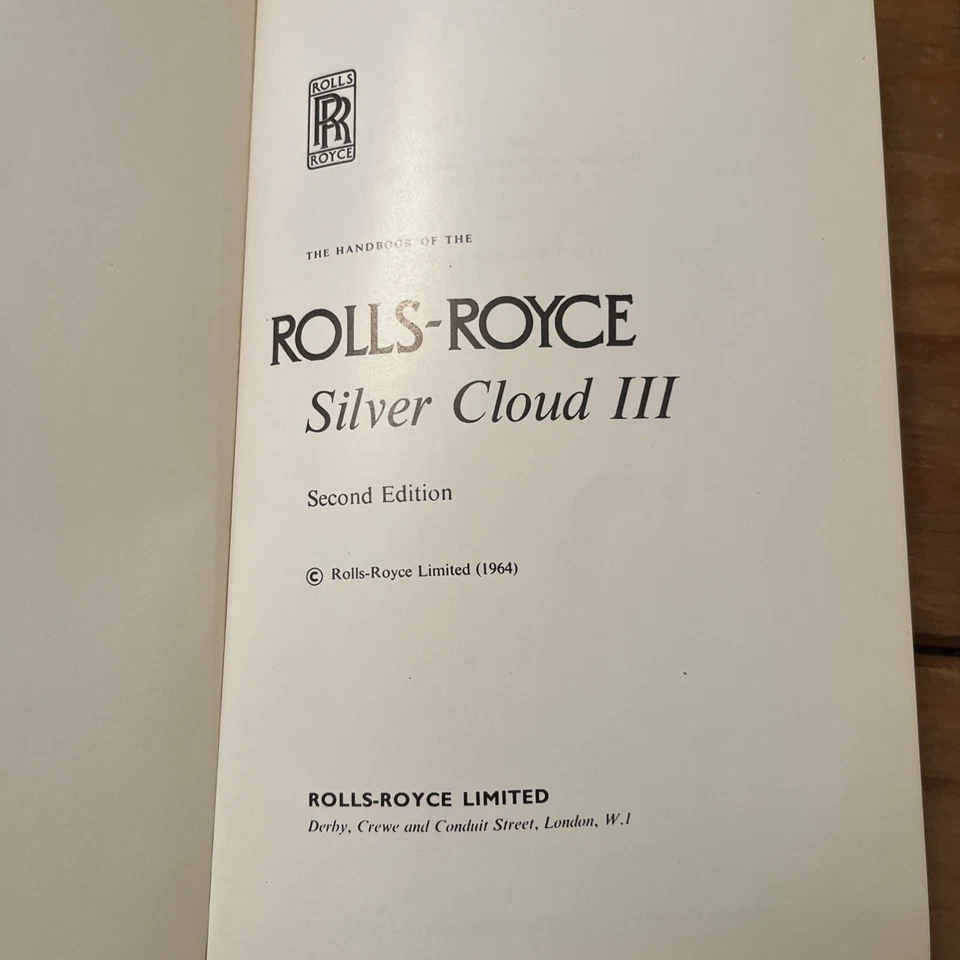 ROLLS
RR
ROYCE
THE HANDBOOK OF THE
ROLLS-ROYCE
Silver Cloud III
Second Edition
© Rolls-Royce Limited (1964)
ROLLS-ROYCE LIMITED
Derby, Crewe and Conduit Street, London, W.1